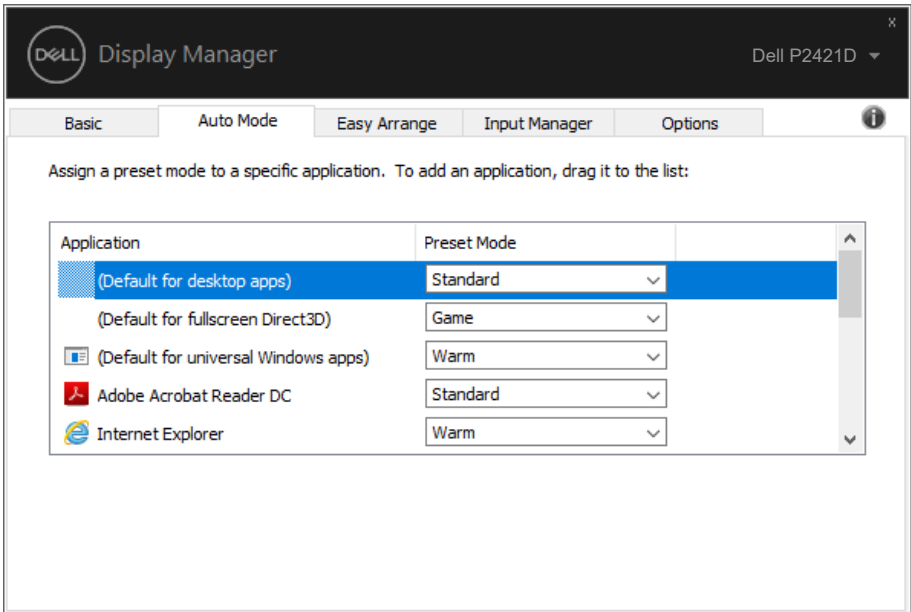 x
DELL Display Manager Dell P2421D
Basic Auto Mode Easy Arrange Input Manager Options
Assign a preset mode to a specific application. To add an application, drag it to the list:
Application Preset Mode
(Default for desktop apps) Standard
(Default for fullscreen Direct3D) Game
(Default for universal Windows apps) Warm
Adobe Acrobat Reader DC Standard
Internet Explorer Warm